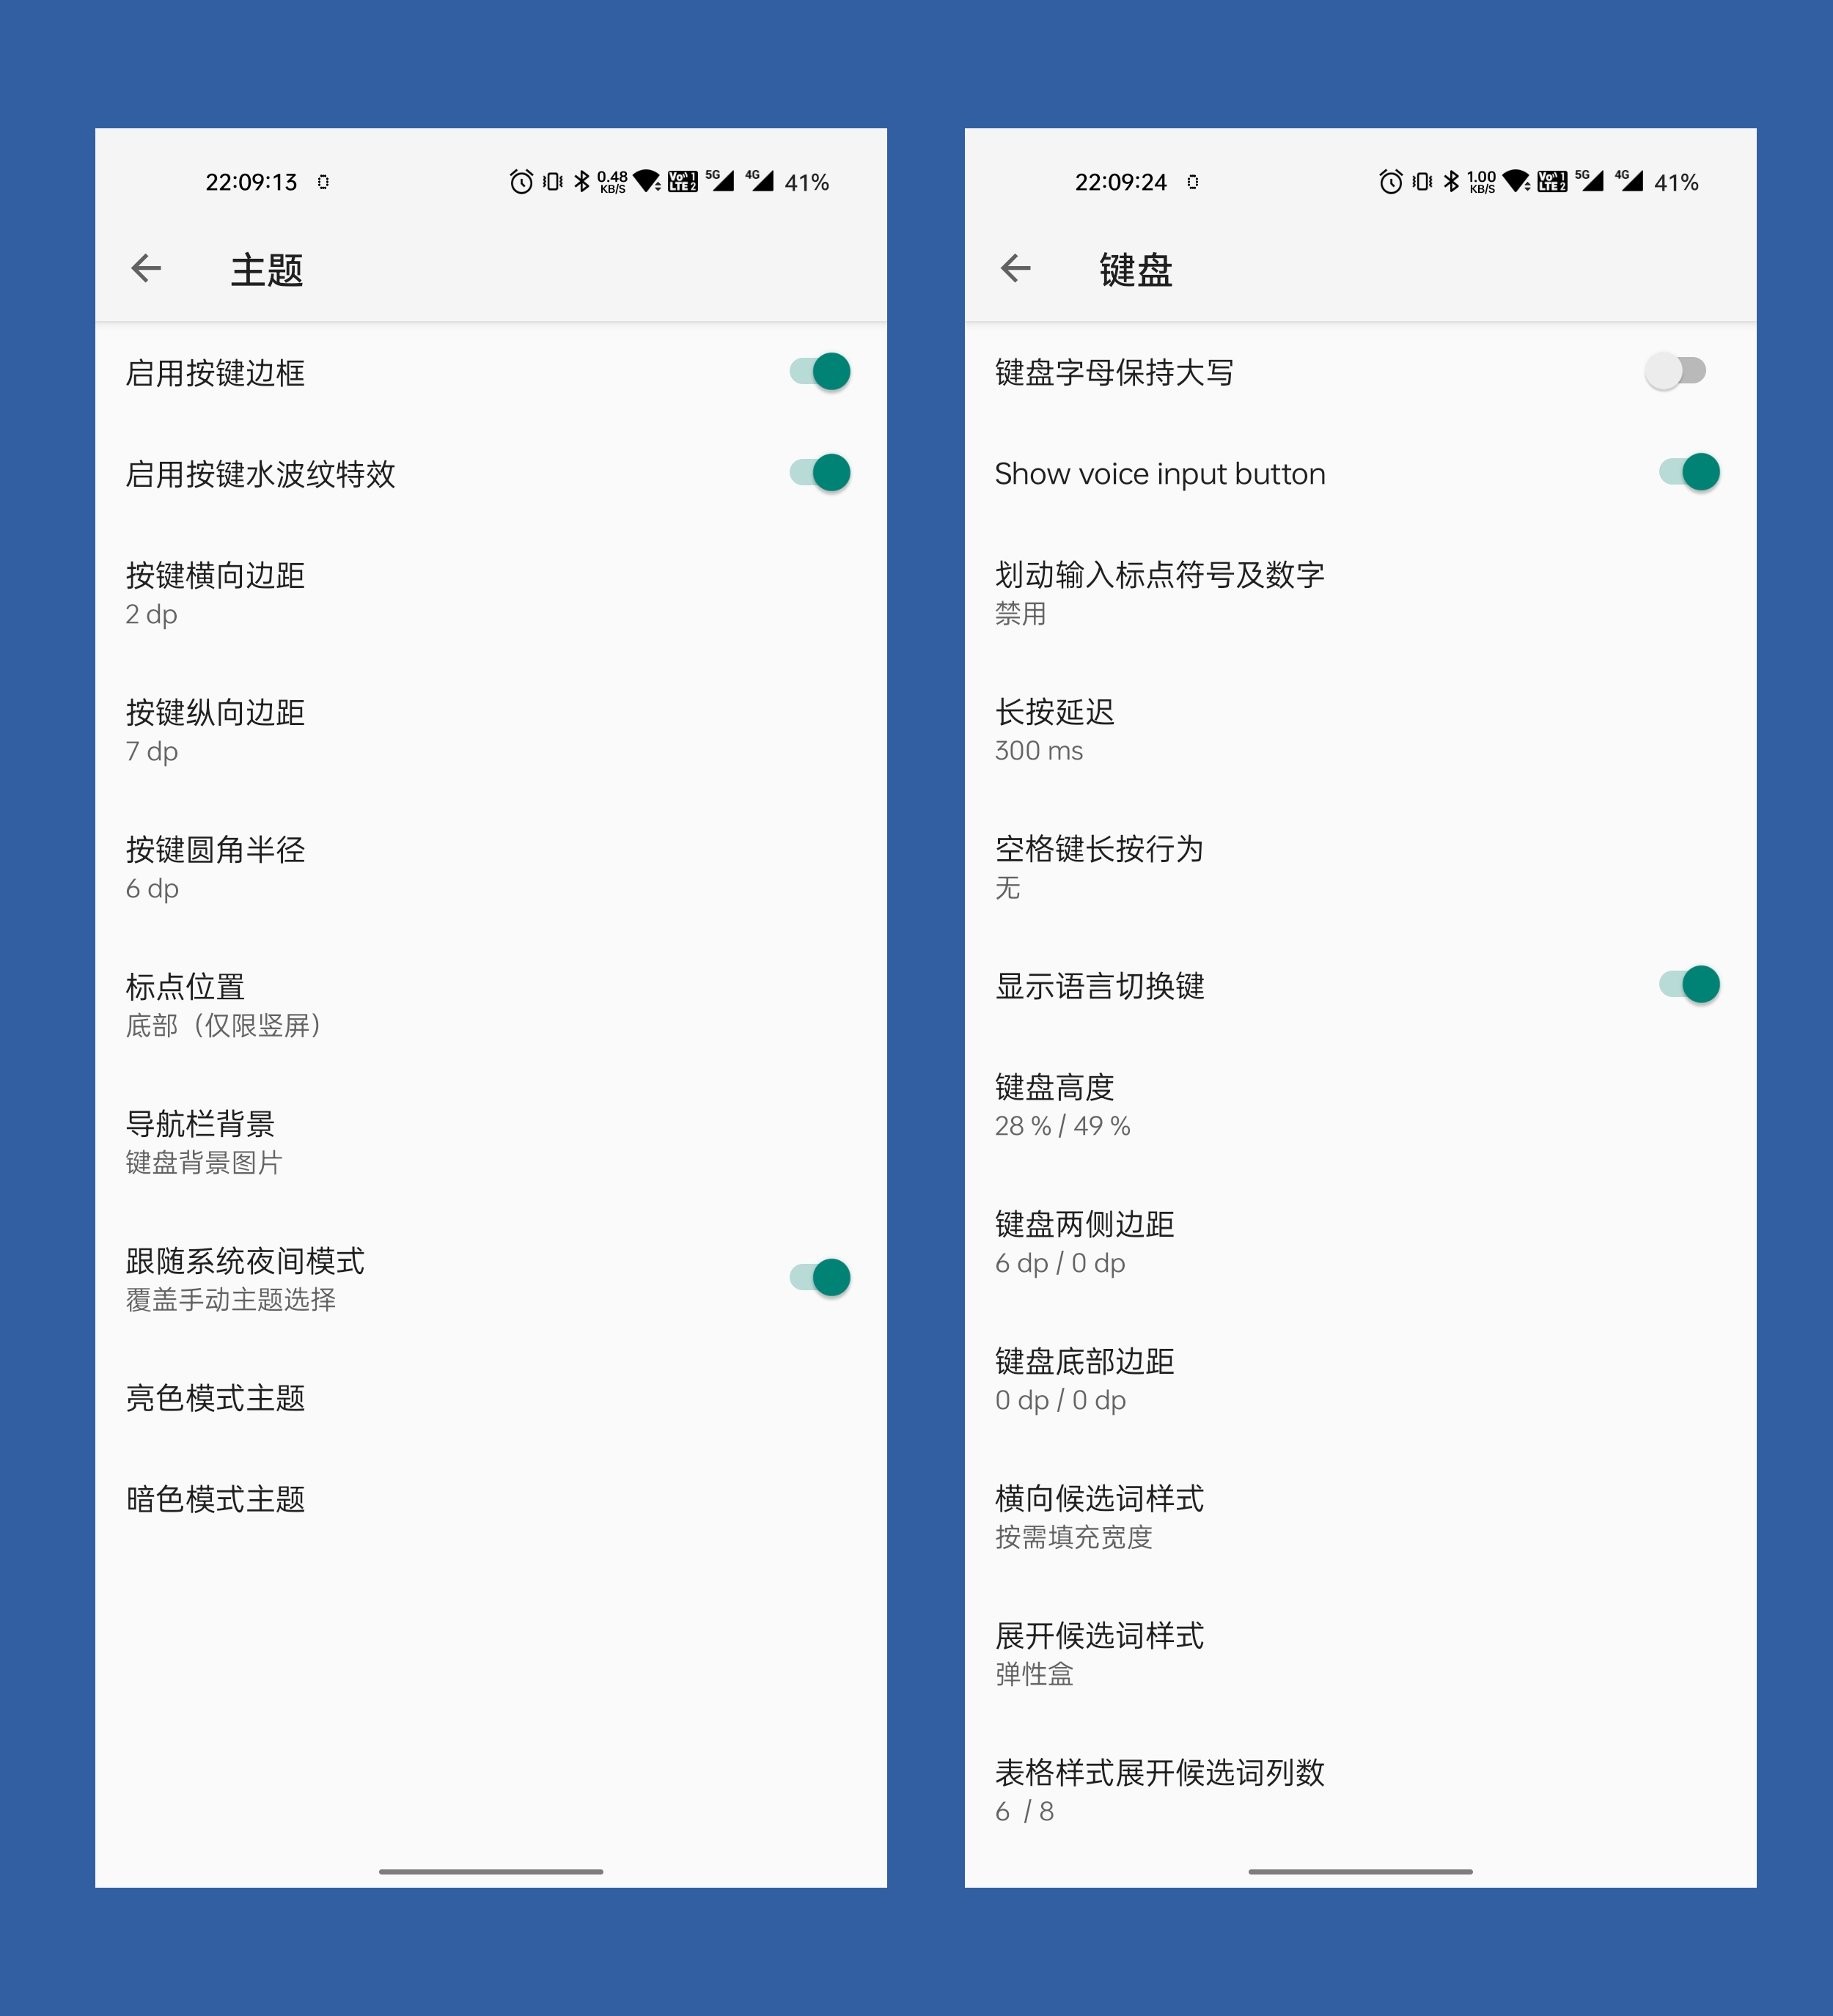 22:09:13 0.48 KB/S Vo 1 LTE 2 5G 4G 41%
主题
启用按键边框
启用按键水波纹特效
按键横向边距
2 dp
按键纵向边距
7 dp
按键圆角半径
6 dp
标点位置
底部（仅限竖屏）
导航栏背景
键盘背景图片
跟随系统夜间模式
覆盖手动主题选择
亮色模式主题
暗色模式主题
22:09:24 1.00 KB/S Vo 1 LTE 2 5G 4G 41%
键盘
键盘字母保持大写
Show voice input button
划动输入标点符号及数字
禁用
长按延迟
300 ms
空格键长按行为
无
显示语言切换键
键盘高度
28 % / 49 %
键盘两侧边距
6 dp / 0 dp
键盘底部边距
0 dp / 0 dp
横向候选词样式
按需填充宽度
展开候选词样式
弹性盒
表格样式展开候选词列数
6 / 8